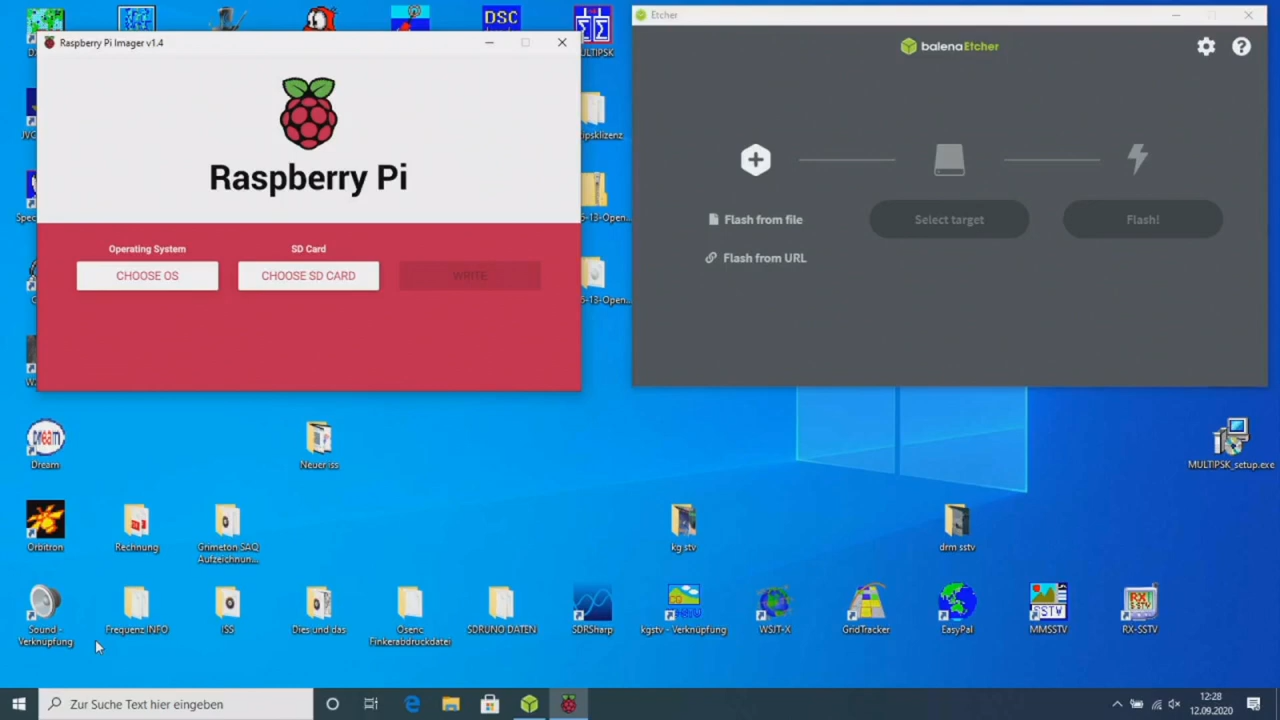 Raspberry Pi Imager v1.4
Raspberry Pi
Operating System
SD Card
CHOOSE OS
CHOOSE SD CARD
WRITE
Etcher
balenaEtcher
Flash from file
Select target
Flash!
Flash from URL
DSC
Dream
Neuer iss
MULTIPSK_setup.exe
Orbitron
Rechnung
Grimeton SAQ
Aufzeichnun...
kg stv
drm sstv
Sound -
Verknüpfung
Frequenz INFO
ISS
Dies und das
Osenc
Finkerabdruckdatei
SDRUNO DATEN
SDRSharp
kgstv - Verknüpfung
WSJT-X
GridTracker
EasyPal
MMSSTV
RX-SSTV
Zur Suche Text hier eingeben
12:28
12.09.2020